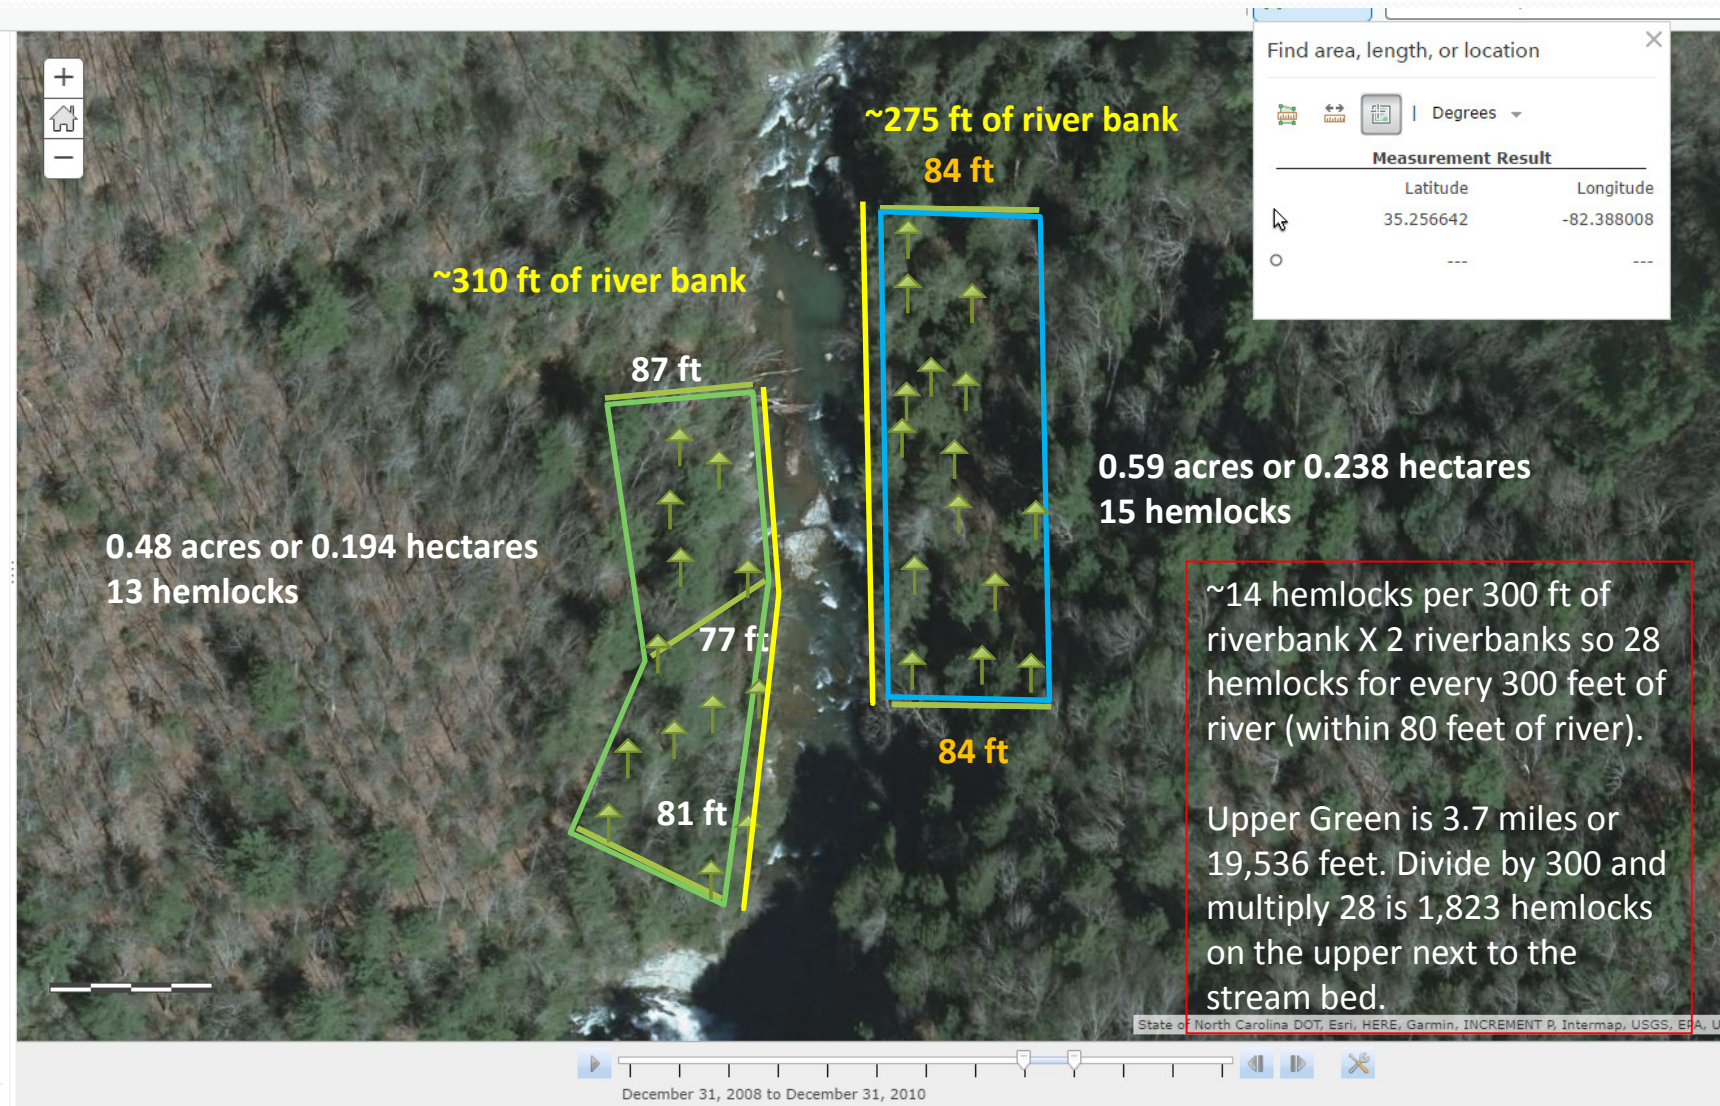 Find area, length, or location
Degrees
Measurement Result
Latitude Longitude
35.256642 -82.388008
--- ---
~275 ft of river bank
84 ft
~310 ft of river bank
87 ft
0.59 acres or 0.238 hectares
15 hemlocks
0.48 acres or 0.194 hectares
13 hemlocks
77 ft
84 ft
81 ft
~14 hemlocks per 300 ft of
riverbank X 2 riverbanks so 28
hemlocks for every 300 feet of
river (within 80 feet of river).
Upper Green is 3.7 miles or
19,536 feet. Divide by 300 and
multiply 28 is 1,823 hemlocks
on the upper next to the
stream bed.
State of North Carolina DOT, Esri, HERE, Garmin, INCREMENT P, Intermap, USGS, EPA, U
December 31, 2008 to December 31, 2010